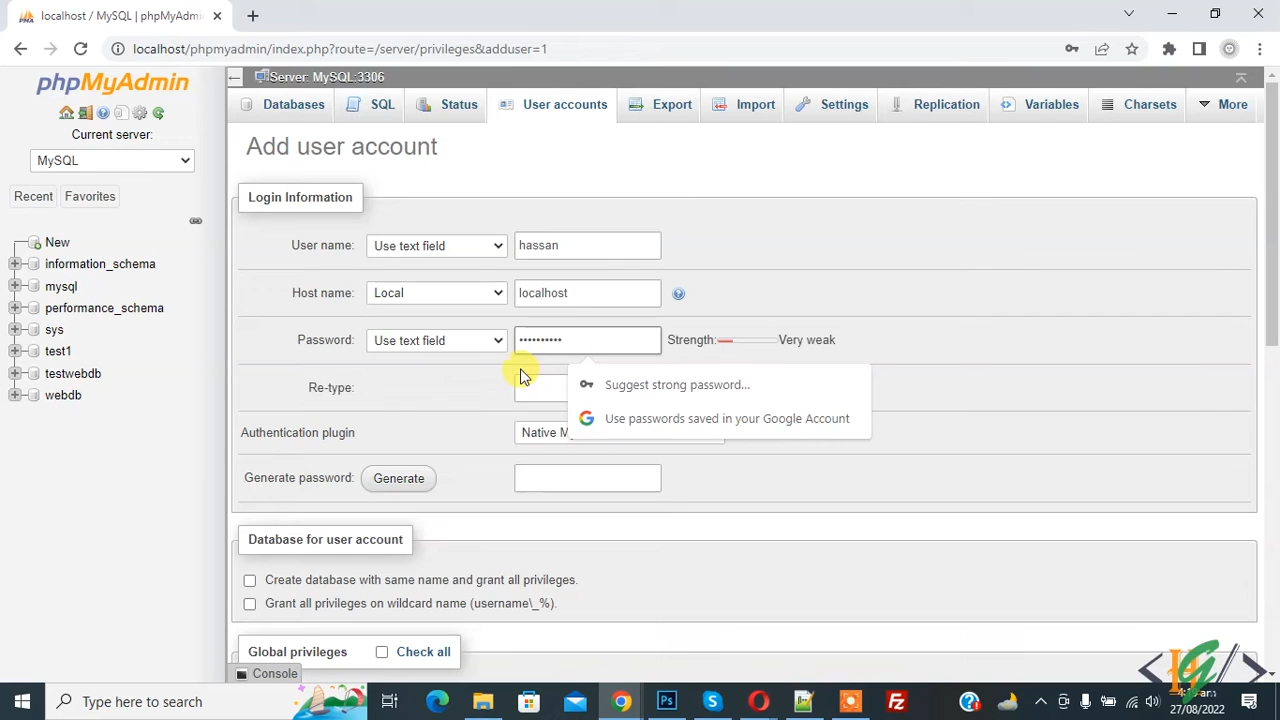 localhost / MySQL | phpMyAdmin
localhost/phpmyadmin/index.php?route=/server/privileges&adduser=1
phpMyAdmin
Current server:
MySQL
Recent
Favorites
New
information_schema
mysql
performance_schema
sys
test1
testwebdb
webdb
Server: MySQL:3306
Databases
SQL
Status
User accounts
Export
Import
Settings
Replication
Variables
Charsets
More
Add user account
Login Information
User name: Use text field hassan
Host name: Local localhost
Password: Use text field •••••••••• Strength: Very weak
Re-type:
Suggest strong password...
Use passwords saved in your Google Account
Authentication plugin Native
Generate password: Generate
Database for user account
Create database with same name and grant all privileges.
Grant all privileges on wildcard name (username\_%).
Global privileges Check all
Console
Type here to search
27/08/2022